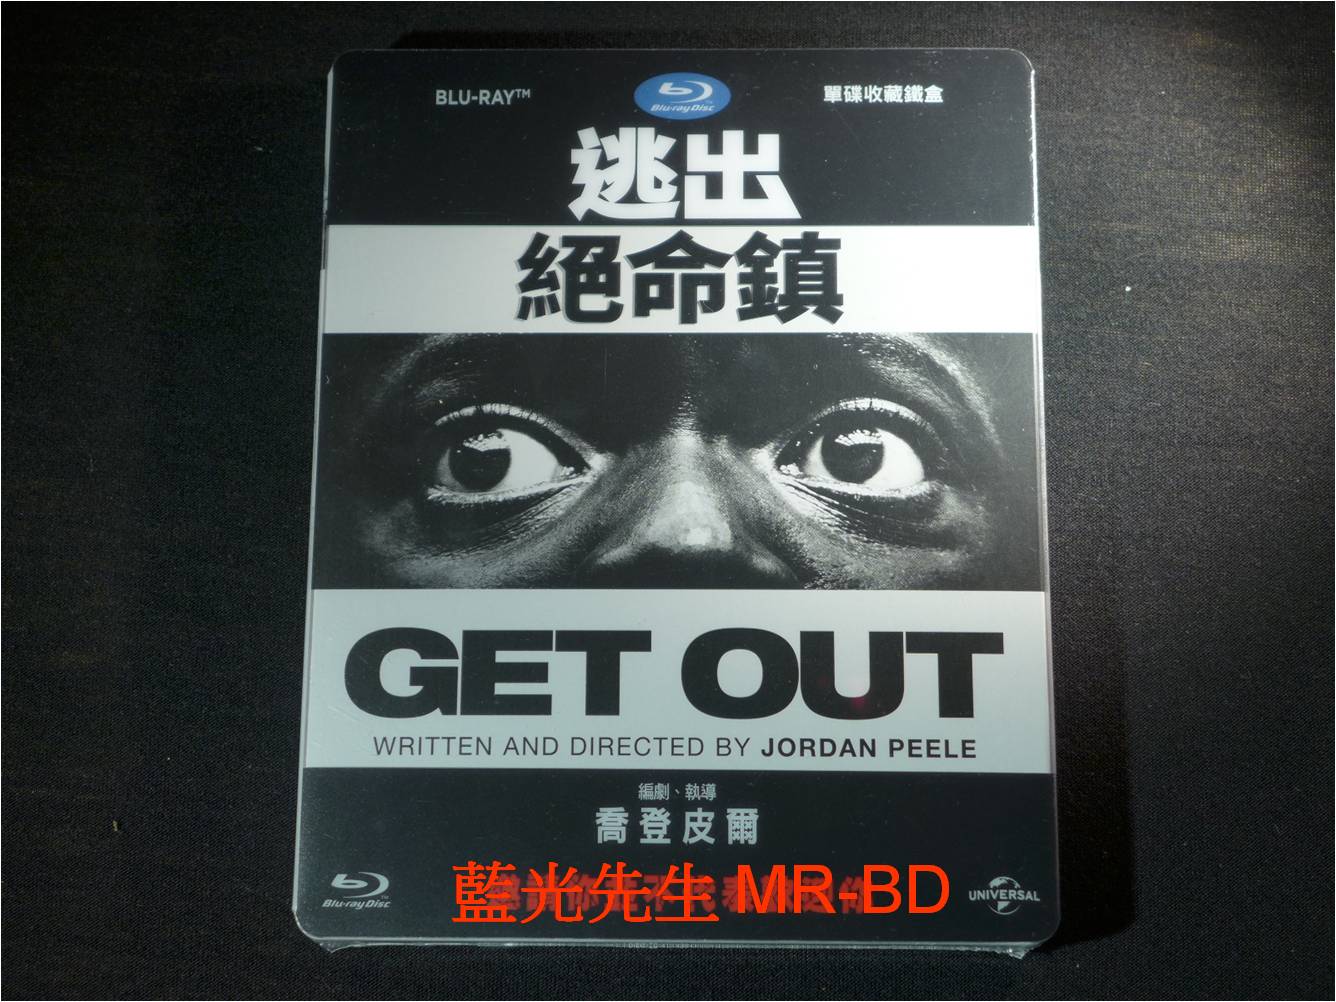 BLU-RAY™
Blu-ray Disc
單碟收藏鐵盒
逃出
絕命鎮
GET OUT
WRITTEN AND DIRECTED BY JORDAN PEELE
編劇、執導
喬登皮爾
藍光先生 MR-BD
Blu-ray Disc
UNIVERSAL